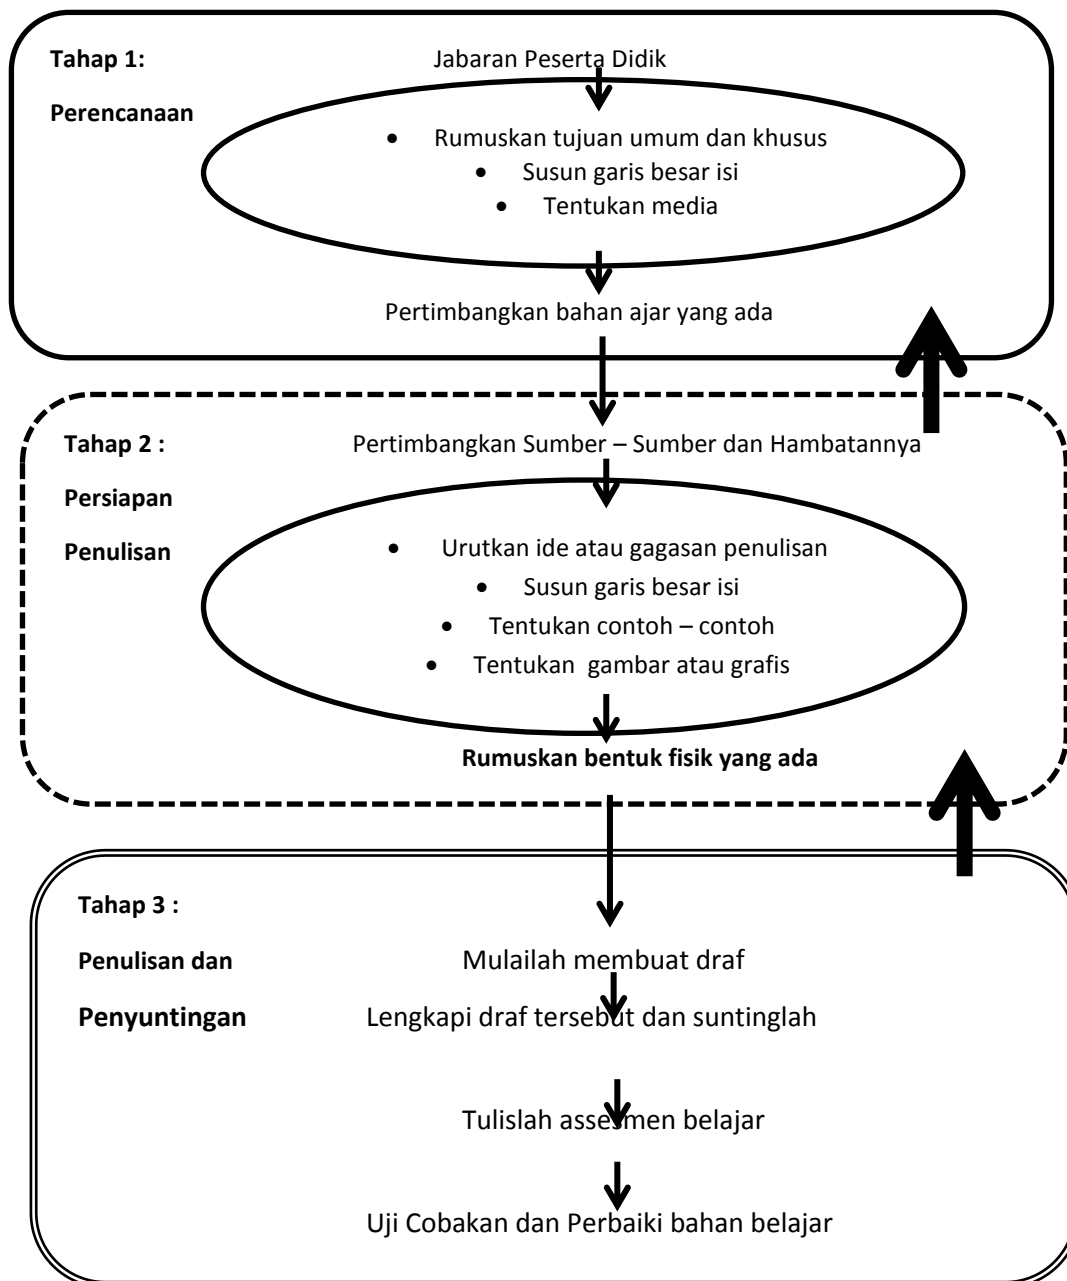 Tahap 1: Jabaran Peserta Didik
Perencanaan
• Rumuskan tujuan umum dan khusus
• Susun garis besar isi
• Tentukan media
Pertimbangkan bahan ajar yang ada
Tahap 2 : Pertimbangkan Sumber – Sumber dan Hambatannya
Persiapan
Penulisan
• Urutkan ide atau gagasan penulisan
• Susun garis besar isi
• Tentukan contoh – contoh
• Tentukan  gambar atau grafis
Rumuskan bentuk fisik yang ada
Tahap 3 :
Penulisan dan Mulailah membuat draf
Penyuntingan Lengkapi draf tersebut dan suntinglah
Tulislah assesmen belajar
Uji Cobakan dan Perbaiki bahan belajar